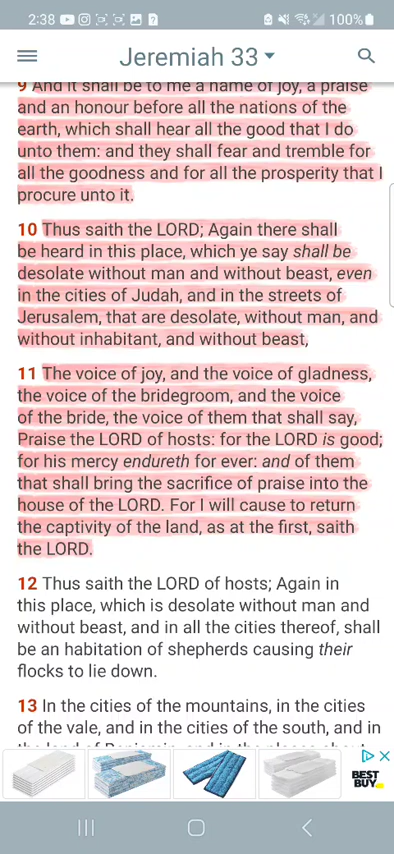 2:38
100%
Jeremiah 33
9 And it shall be to me a name of joy, a praise
and an honour before all the nations of the
earth, which shall hear all the good that I do
unto them: and they shall fear and tremble for
all the goodness and for all the prosperity that I
procure unto it.
10 Thus saith the LORD; Again there shall
be heard in this place, which ye say shall be
desolate without man and without beast, even
in the cities of Judah, and in the streets of
Jerusalem, that are desolate, without man, and
without inhabitant, and without beast,
11 The voice of joy, and the voice of gladness,
the voice of the bridegroom, and the voice
of the bride, the voice of them that shall say,
Praise the LORD of hosts: for the LORD is good;
for his mercy endureth for ever: and of them
that shall bring the sacrifice of praise into the
house of the LORD. For I will cause to return
the captivity of the land, as at the first, saith
the LORD.
12 Thus saith the LORD of hosts; Again in
this place, which is desolate without man and
without beast, and in all the cities thereof, shall
be an habitation of shepherds causing their
flocks to lie down.
13 In the cities of the mountains, in the cities
of the vale, and in the cities of the south, and in
BEST
BUY